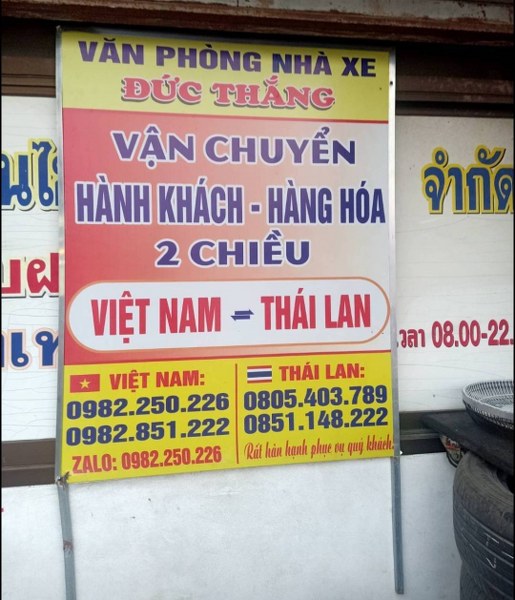 VĂN PHÒNG NHÀ XE
ĐỨC THẮNG
VẬN CHUYỂN
HÀNH KHÁCH - HÀNG HÓA
2 CHIỀU
VIỆT NAM ⇌ THÁI LAN
VIỆT NAM:
0982.250.226
0982.851.222
ZALO: 0982.250.226
THÁI LAN:
0805.403.789
0851.148.222
Rất hân hạnh phục vụ quý khách.
จำกัด
เวลา 08.00-22.